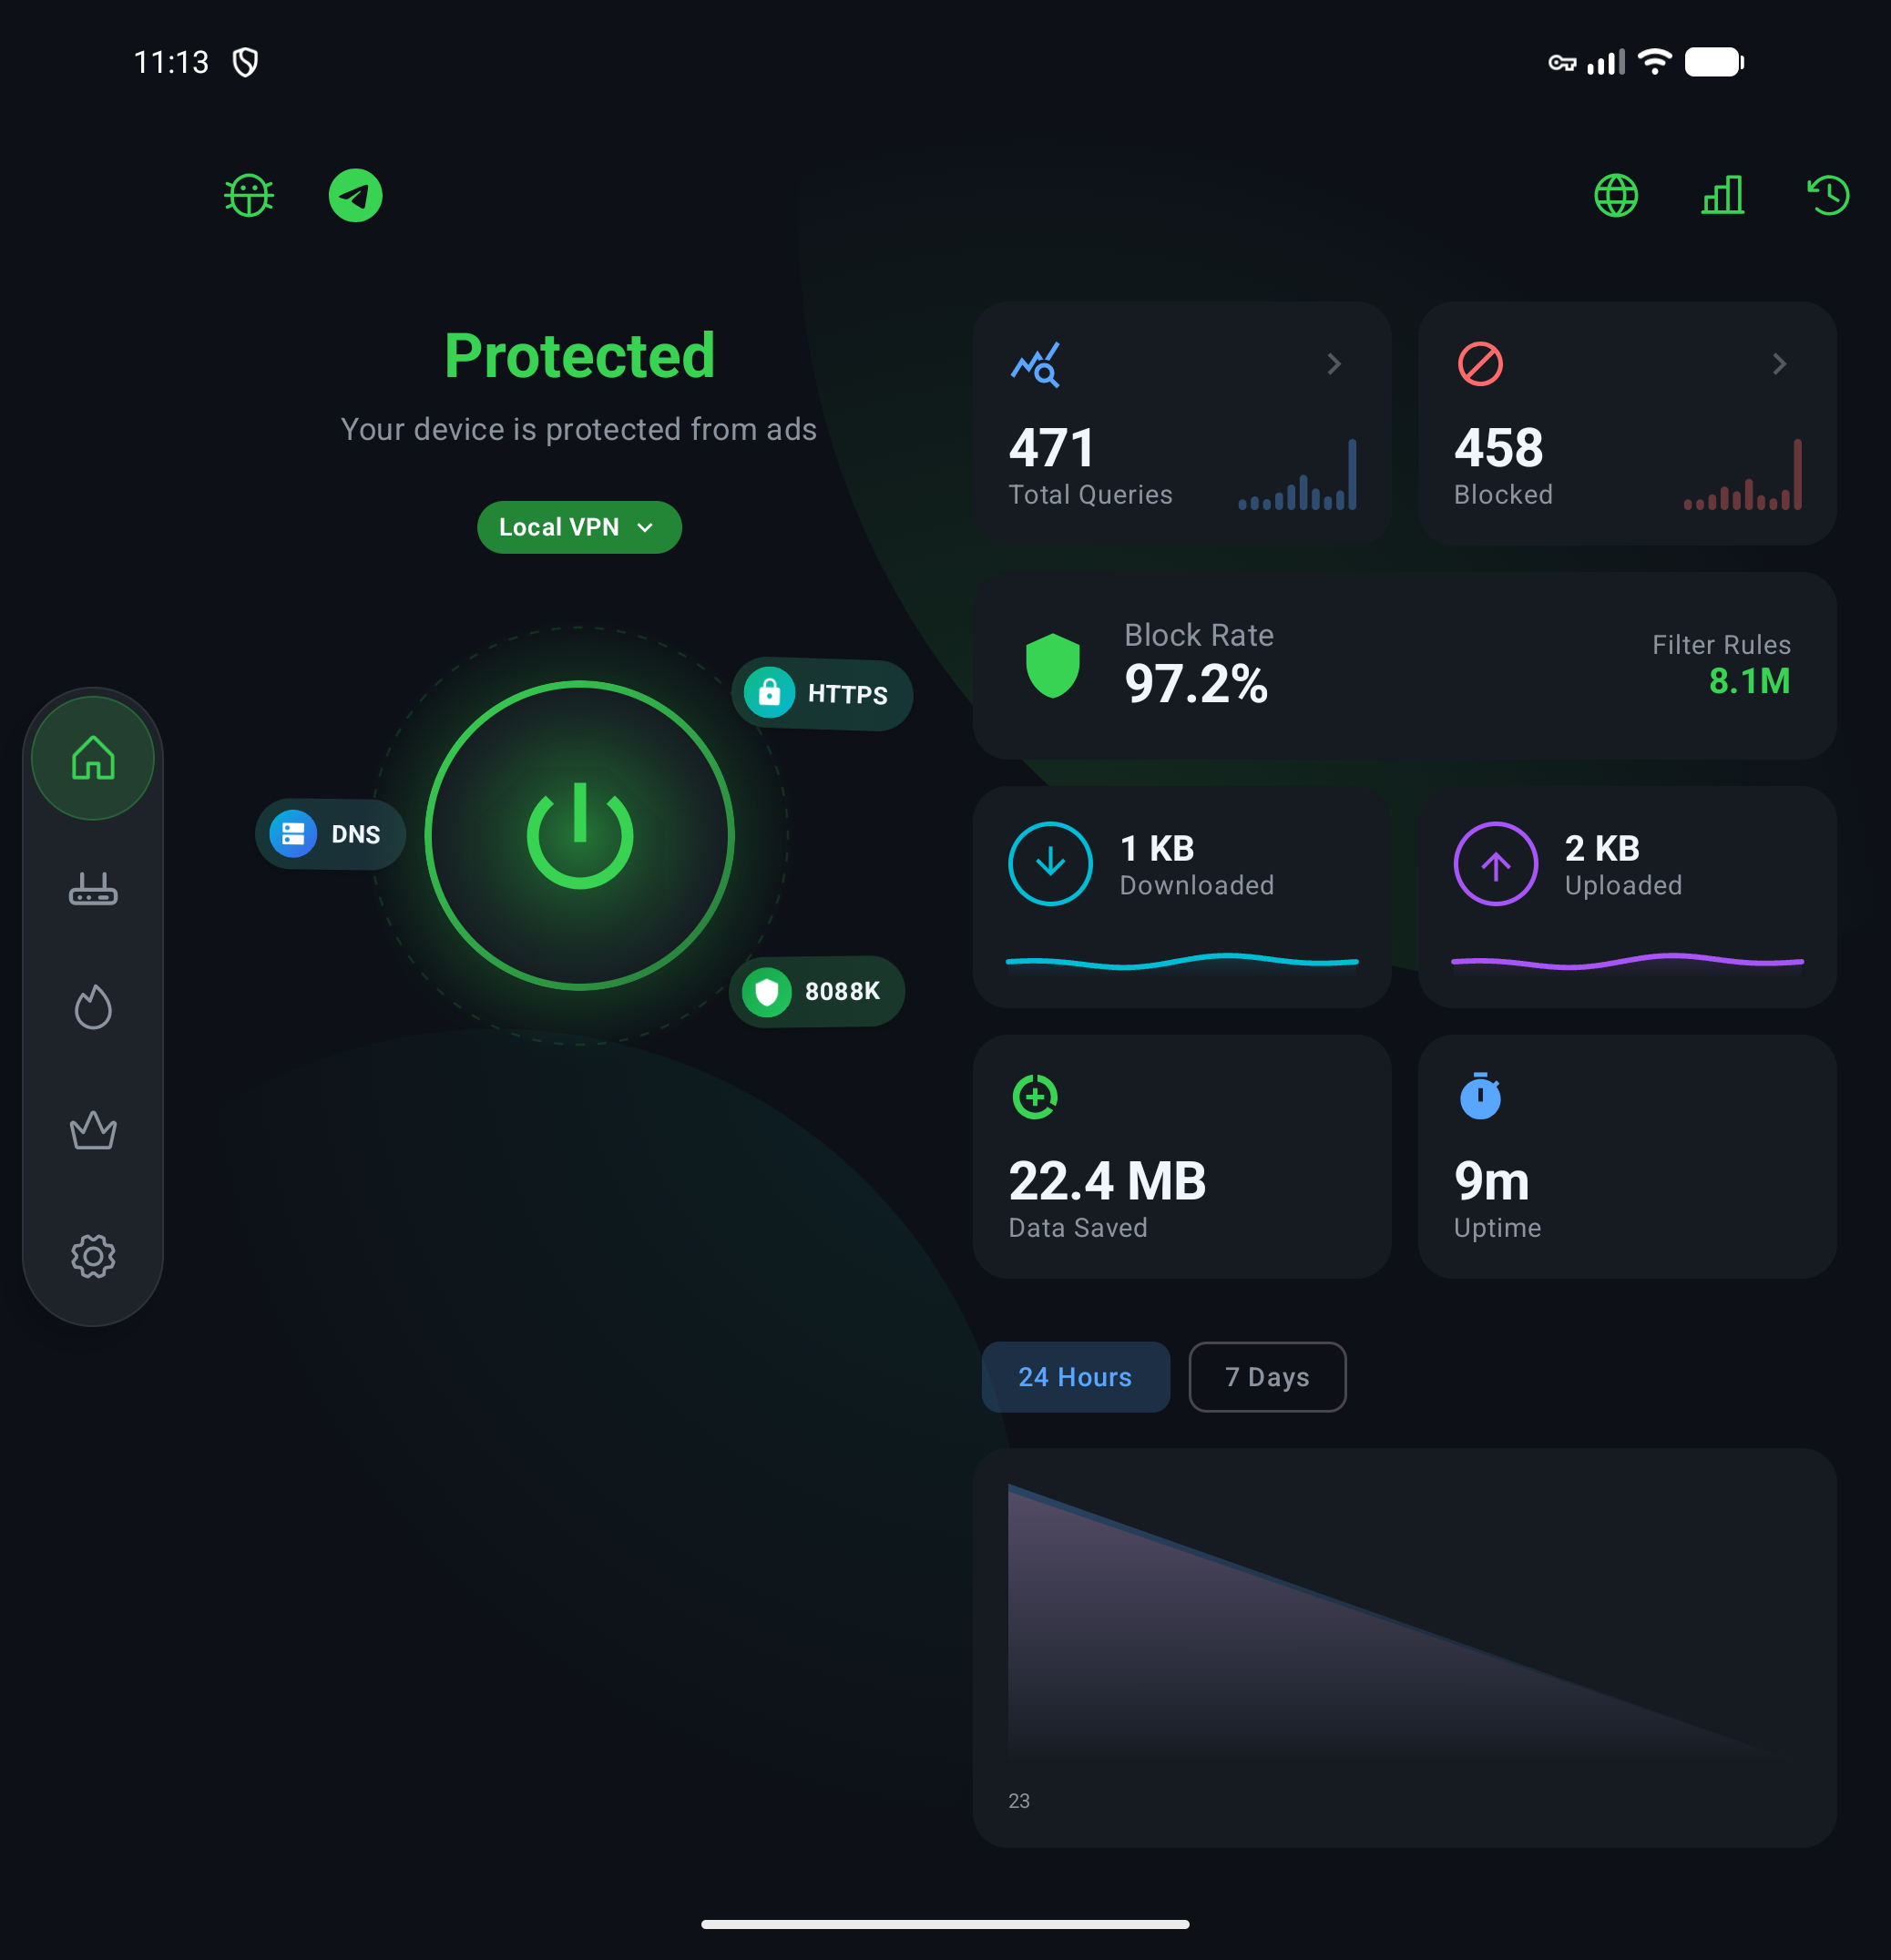 11:13
Protected
Your device is protected from ads
Local VPN
HTTPS
DNS
8088K
471
Total Queries
458
Blocked
Block Rate
97.2%
Filter Rules
8.1M
1 KB
Downloaded
2 KB
Uploaded
22.4 MB
Data Saved
9m
Uptime
24 Hours
7 Days
23